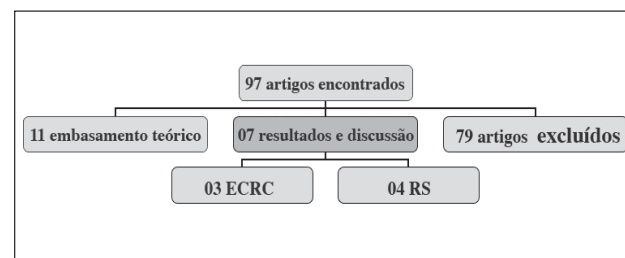 97 artigos encontrados
11 embasamento teórico
07 resultados e discussão
79 artigos excluídos
03 ECRC
04 RS